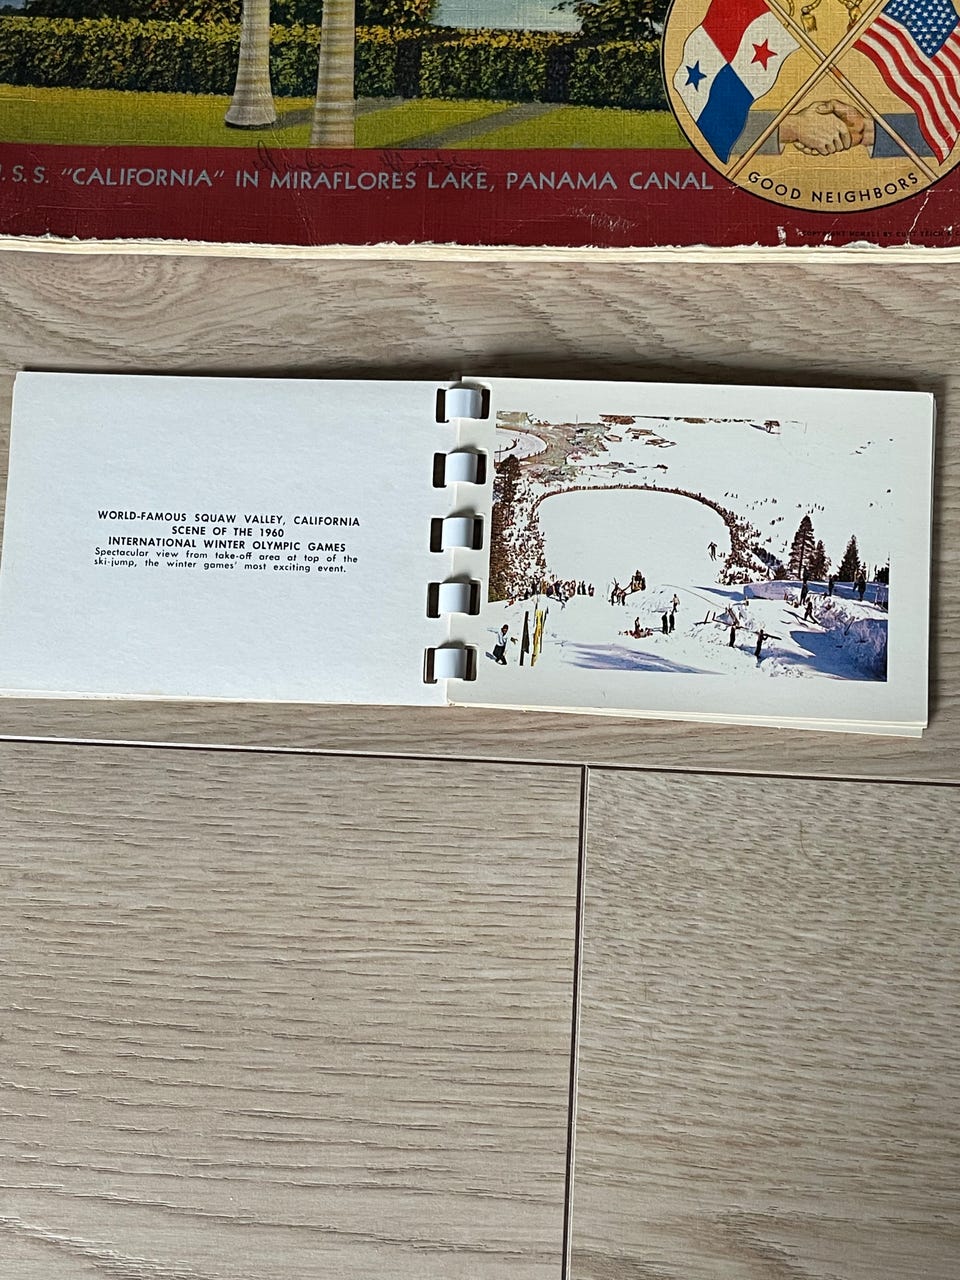 .S.S. "CALIFORNIA" IN MIRAFLORES LAKE, PANAMA CANAL
GOOD NEIGHBORS
WORLD-FAMOUS SQUAW VALLEY, CALIFORNIA
SCENE OF THE 1960
INTERNATIONAL WINTER OLYMPIC GAMES
Spectacular view from take-off area at top of the
ski-jump, the winter games' most exciting event.